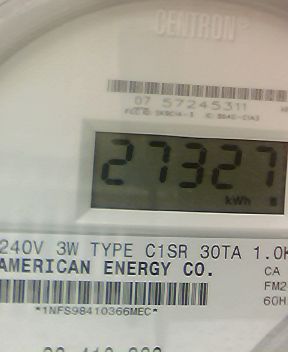 CENTRON
07 57245311
27327
kWh
240V 3W TYPE C1SR 30TA 1.0K
AMERICAN ENERGY CO.
CA
FM2
60H
*1NFS98410366MEC*